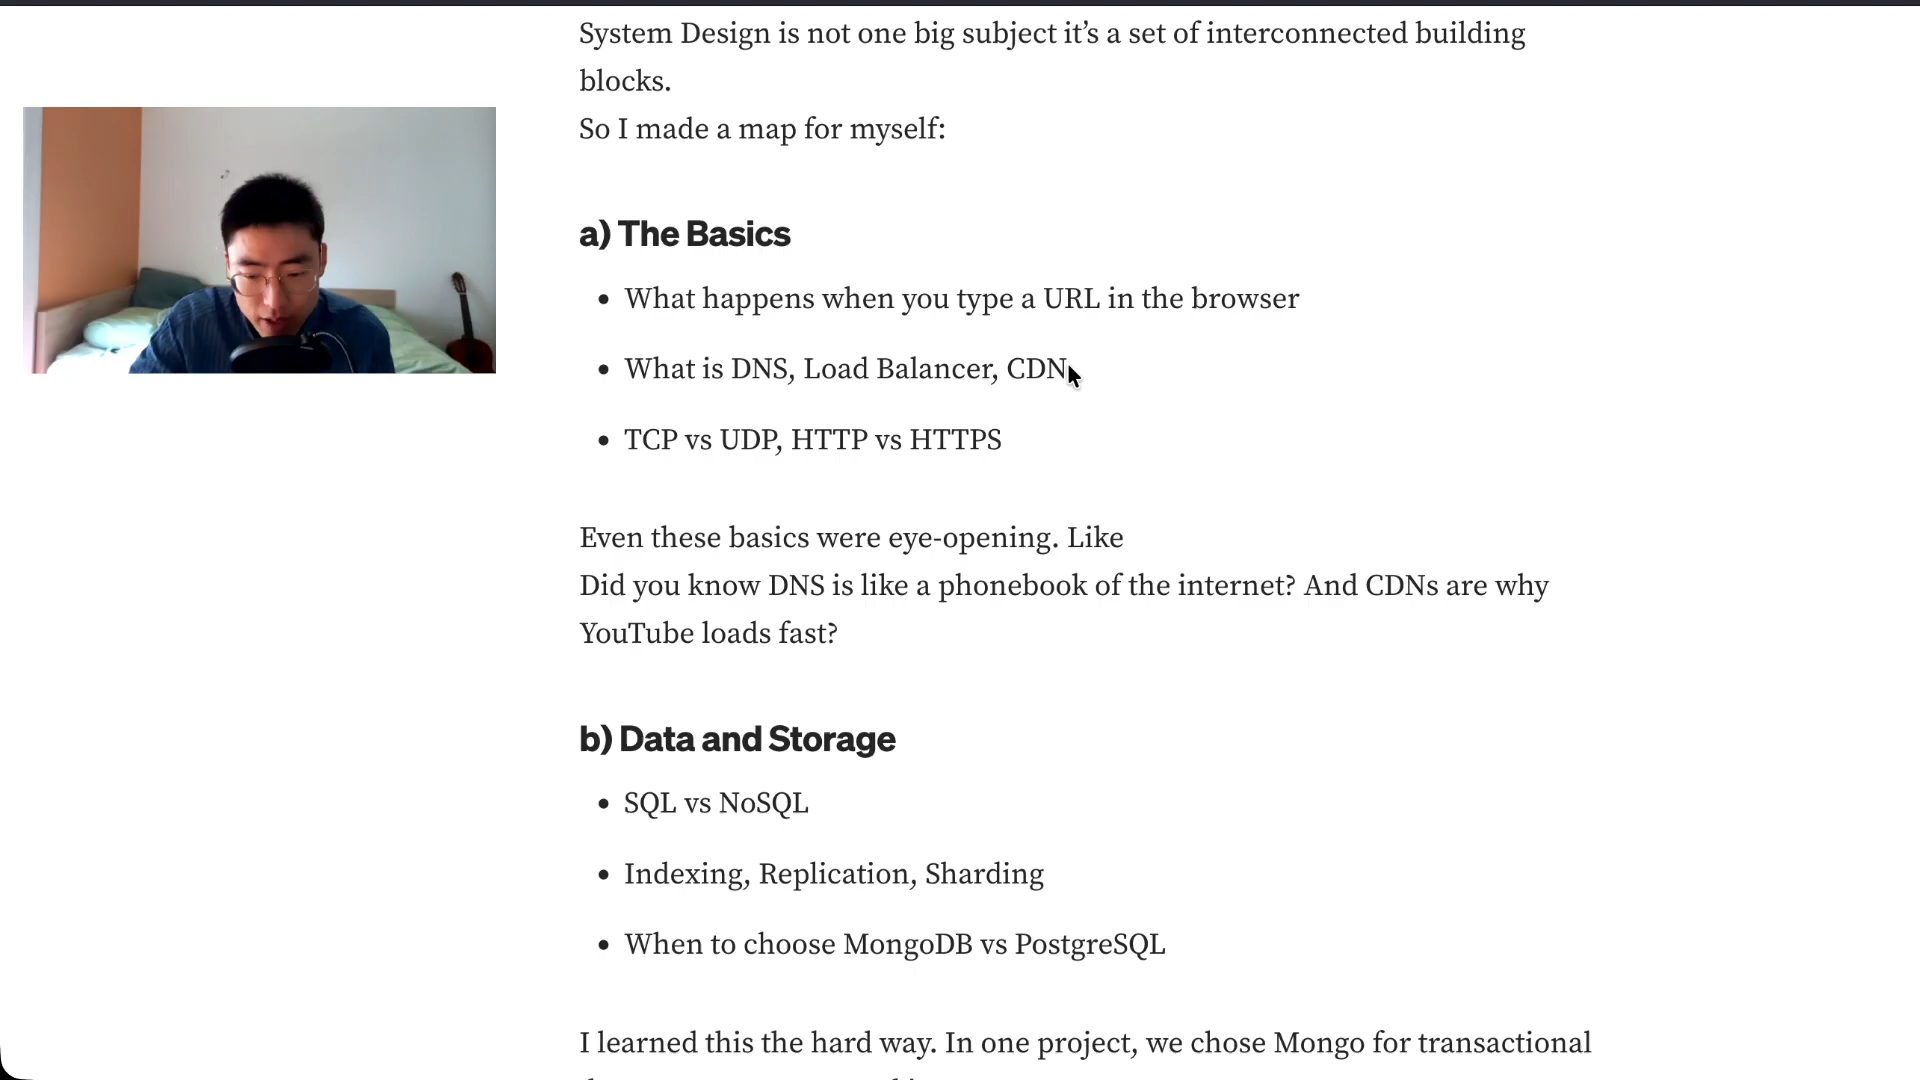 System Design is not one big subject it’s a set of interconnected building
blocks.
So I made a map for myself:
a) The Basics
• What happens when you type a URL in the browser
• What is DNS, Load Balancer, CDN
• TCP vs UDP, HTTP vs HTTPS
Even these basics were eye-opening. Like
Did you know DNS is like a phonebook of the internet? And CDNs are why
YouTube loads fast?
b) Data and Storage
• SQL vs NoSQL
• Indexing, Replication, Sharding
• When to choose MongoDB vs PostgreSQL
I learned this the hard way. In one project, we chose Mongo for transactional